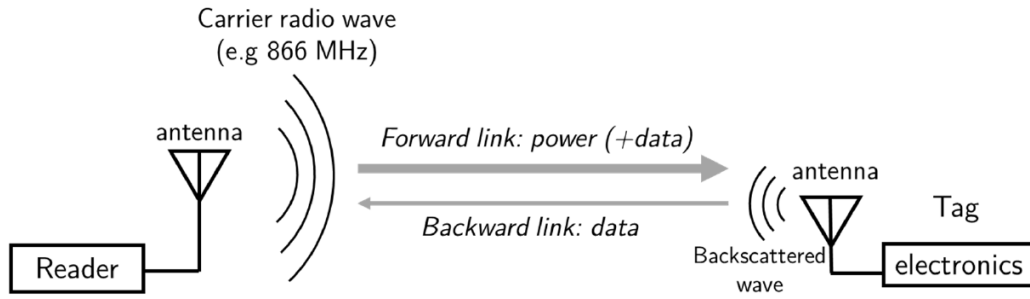 Carrier radio wave
(e.g 866 MHz)
antenna
Forward link: power (+data)
antenna
Backward link: data
Tag
Reader
Backscattered
wave
electronics